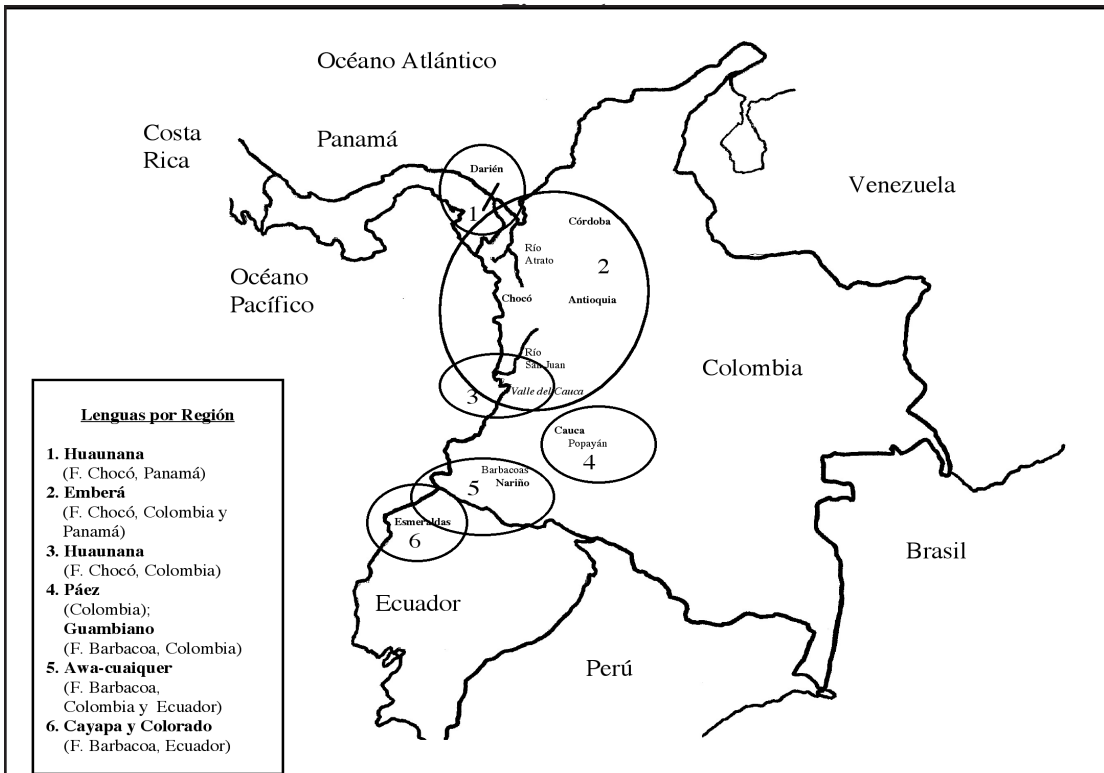 Océano Atlántico
Costa
Rica
Panamá
Darién
1
Venezuela
Córdoba
Río
Atrato
2
Océano
Pacífico
Chocó
Antioquia
Río
San Juan
Colombia
3
Valle del Cauca
Cauca
Popayán
4
Barbacoas
Nariño
5
Esmeraldas
6
Brasil
Ecuador
Perú
Lenguas por Región
1. Huaunana
(F. Chocó, Panamá)
2. Emberá
(F. Chocó, Colombia y
Panamá)
3. Huaunana
(F. Chocó, Colombia)
4. Páez
(Colombia);
Guambiano
(F. Barbacoa, Colombia)
5. Awa-cuaiquer
(F. Barbacoa,
Colombia y Ecuador)
6. Cayapa y Colorado
(F. Barbacoa, Ecuador)